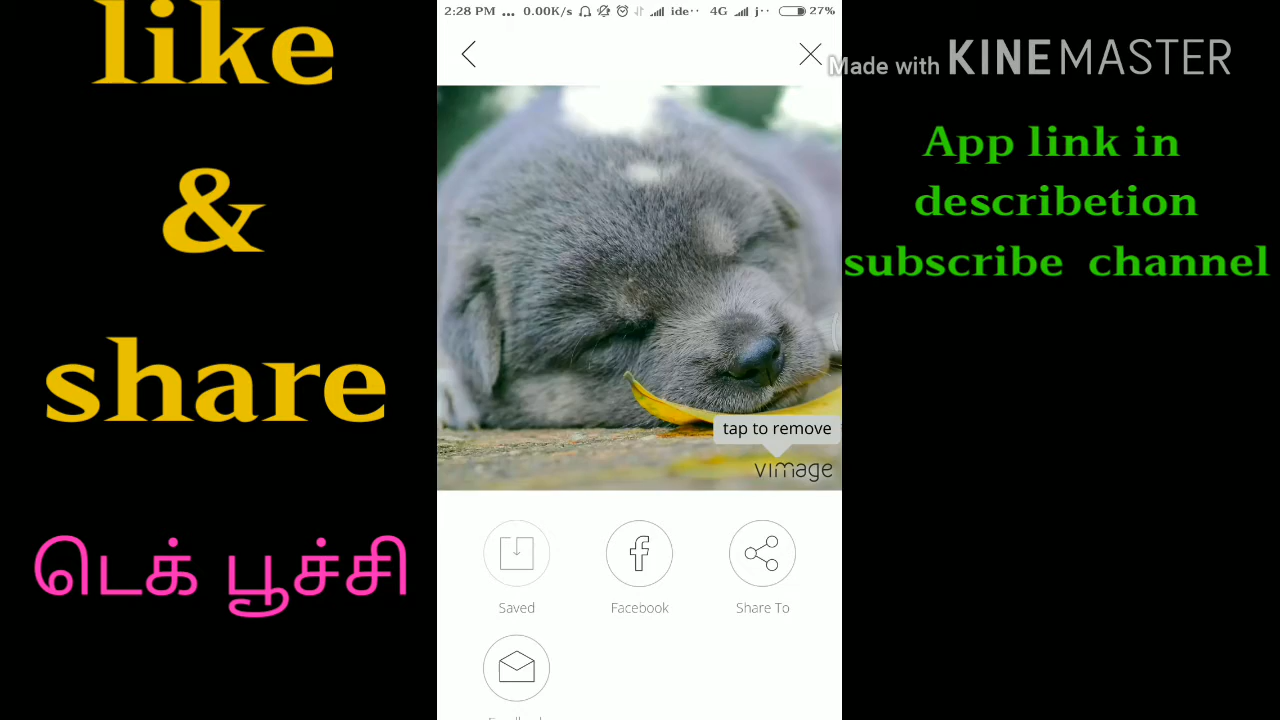 like
&
share
டெக் பூச்சி
2:28 PM ... 0.00K/s ide·· 4G j·· 27%
tap to remove
vimage
Saved
Facebook
Share To
Made with KINEMASTER
App link in
describetion
subscribe channel